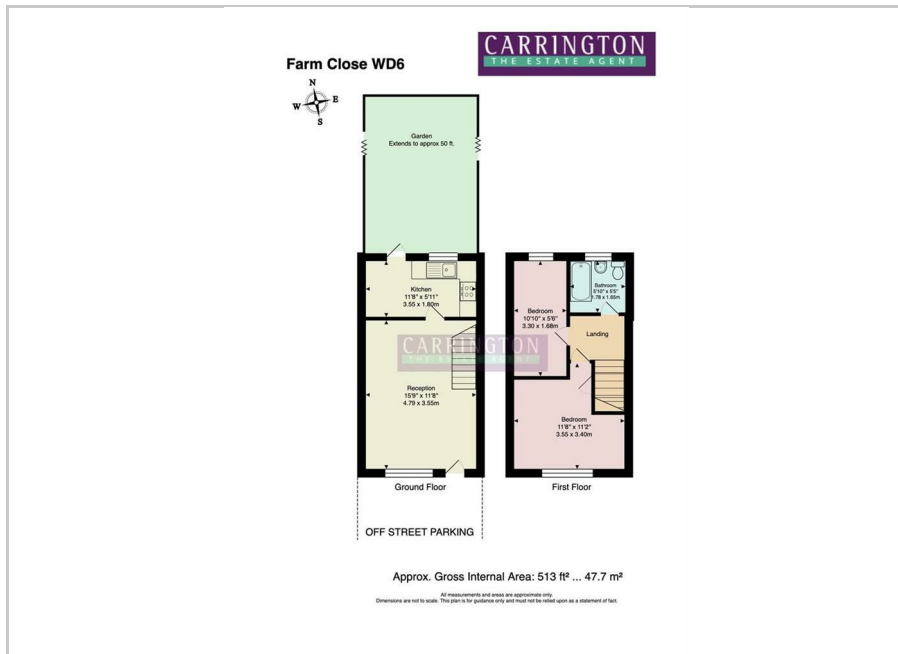 CARRINGTON
THE ESTATE AGENT
Farm Close WD6
N
W E
S
Garden
Extends to approx 50 ft.
Kitchen
11'8" x 5'11"
3.55 x 1.80m
CARRINGTON
THE ESTATE AGENT
Reception
15'9" x 11'8"
4.79 x 3.55m
Ground Floor
OFF STREET PARKING
Bathroom
5'10" x 5'5"
1.78 x 1.65m
Bedroom
10'10" x 5'6"
3.30 x 1.68m
Landing
Bedroom
11'8" x 11'2"
3.55 x 3.40m
First Floor
Approx. Gross Internal Area: 513 ft² ... 47.7 m²
All measurements and areas are approximate only.
Dimensions are not to scale. This plan is for guidance only and must not be relied upon as a statement of fact.